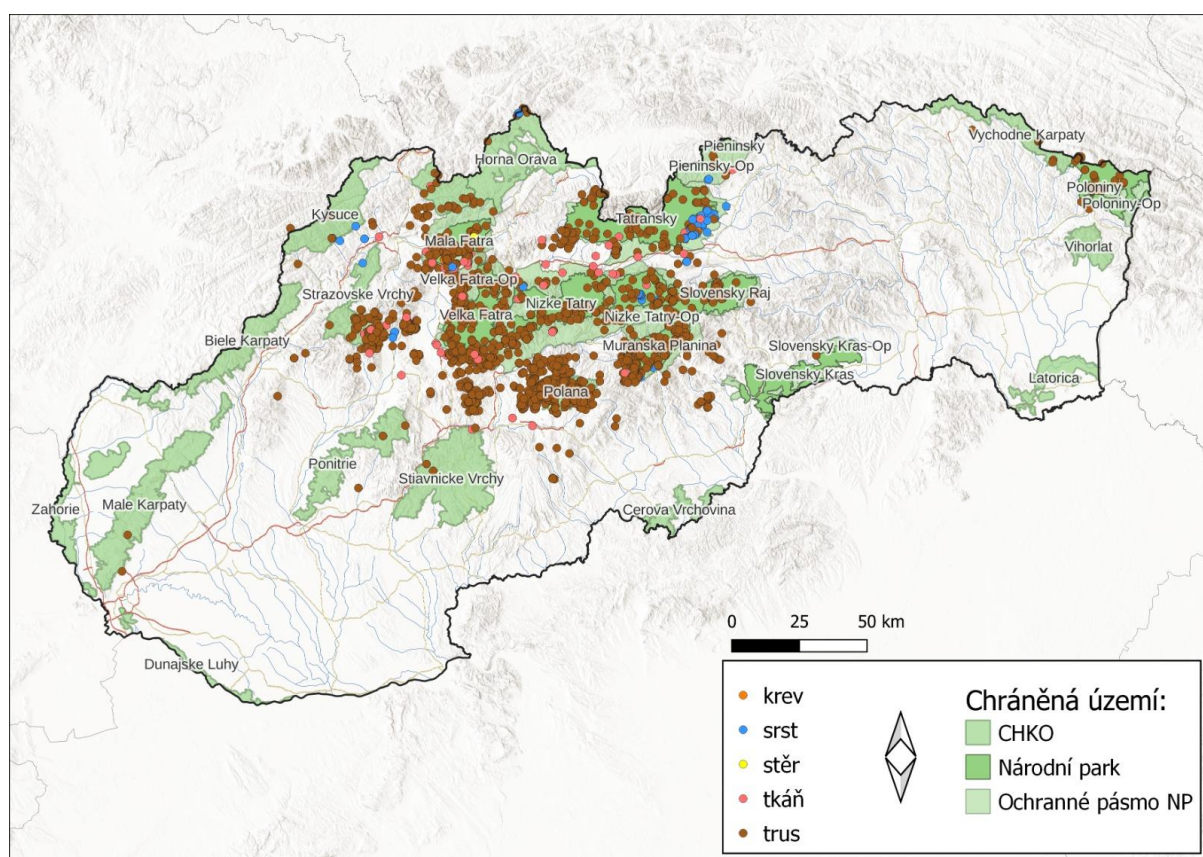 Vychodne Karpaty
Pieninsky
Horna Orava
Pieninsky-Op
Poloniny
Poloniny-Op
Kysuce
Tatransky
Mala Fatra
Vihorlat
Velka Fatra-Op
Strazovske Vrchy
Nizke Tatry
Slovensky Raj
Velka Fatra
Nizke Tatry-Op
Biele Karpaty
Muranska Planina
Slovensky Kras-Op
Slovensky Kras
Latorica
Polana
Ponitrie
Stiavnicke Vrchy
Zahorie
Male Karpaty
Cerova Vrchovina
Dunajske Luhy
0 25 50 km
krev
srst
stěr
tkáň
trus
Chráněná území:
CHKO
Národní park
Ochranné pásmo NP